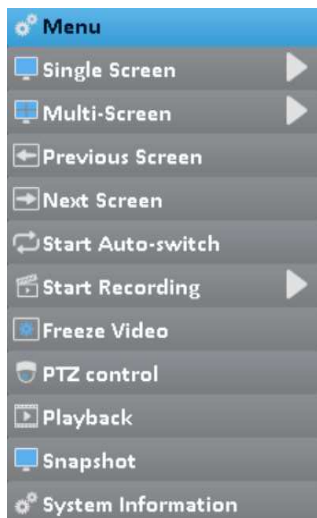 Menu
Single Screen
Multi-Screen
Previous Screen
Next Screen
Start Auto-switch
Start Recording
Freeze Video
PTZ control
Playback
Snapshot
System Information